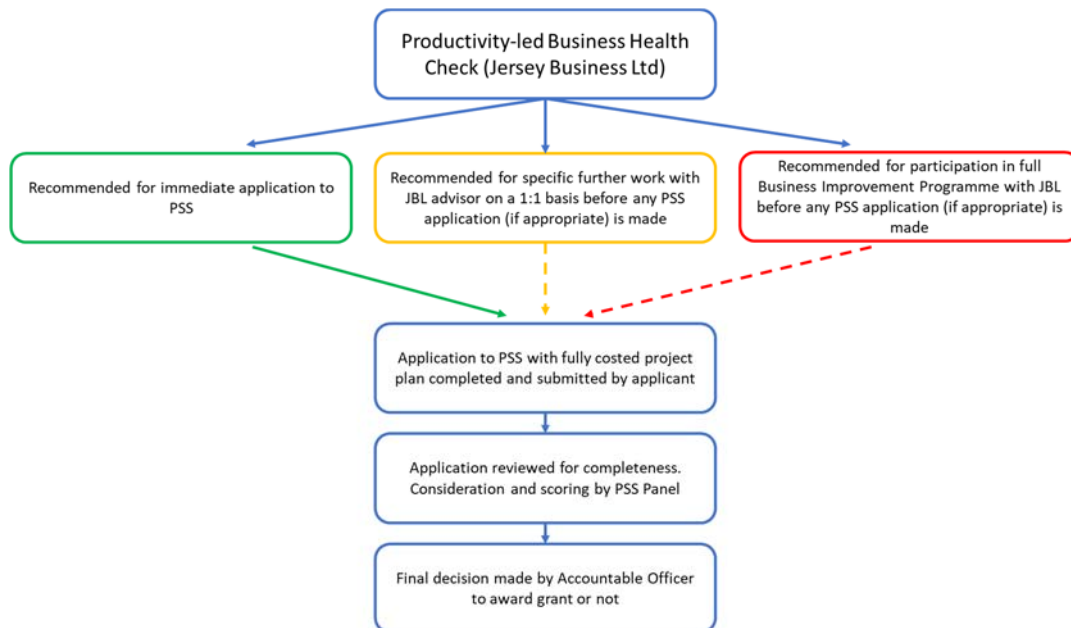 Productivity-led Business Health
Check (Jersey Business Ltd)
Recommended for immediate application to
PSS
Recommended for specific further work with
JBL advisor on a 1:1 basis before any PSS
application (if appropriate) is made
Recommended for participation in full
Business Improvement Programme with JBL
before any PSS application (if appropriate) is
made
Application to PSS with fully costed project
plan completed and submitted by applicant
Application reviewed for completeness.
Consideration and scoring by PSS Panel
Final decision made by Accountable Officer
to award grant or not